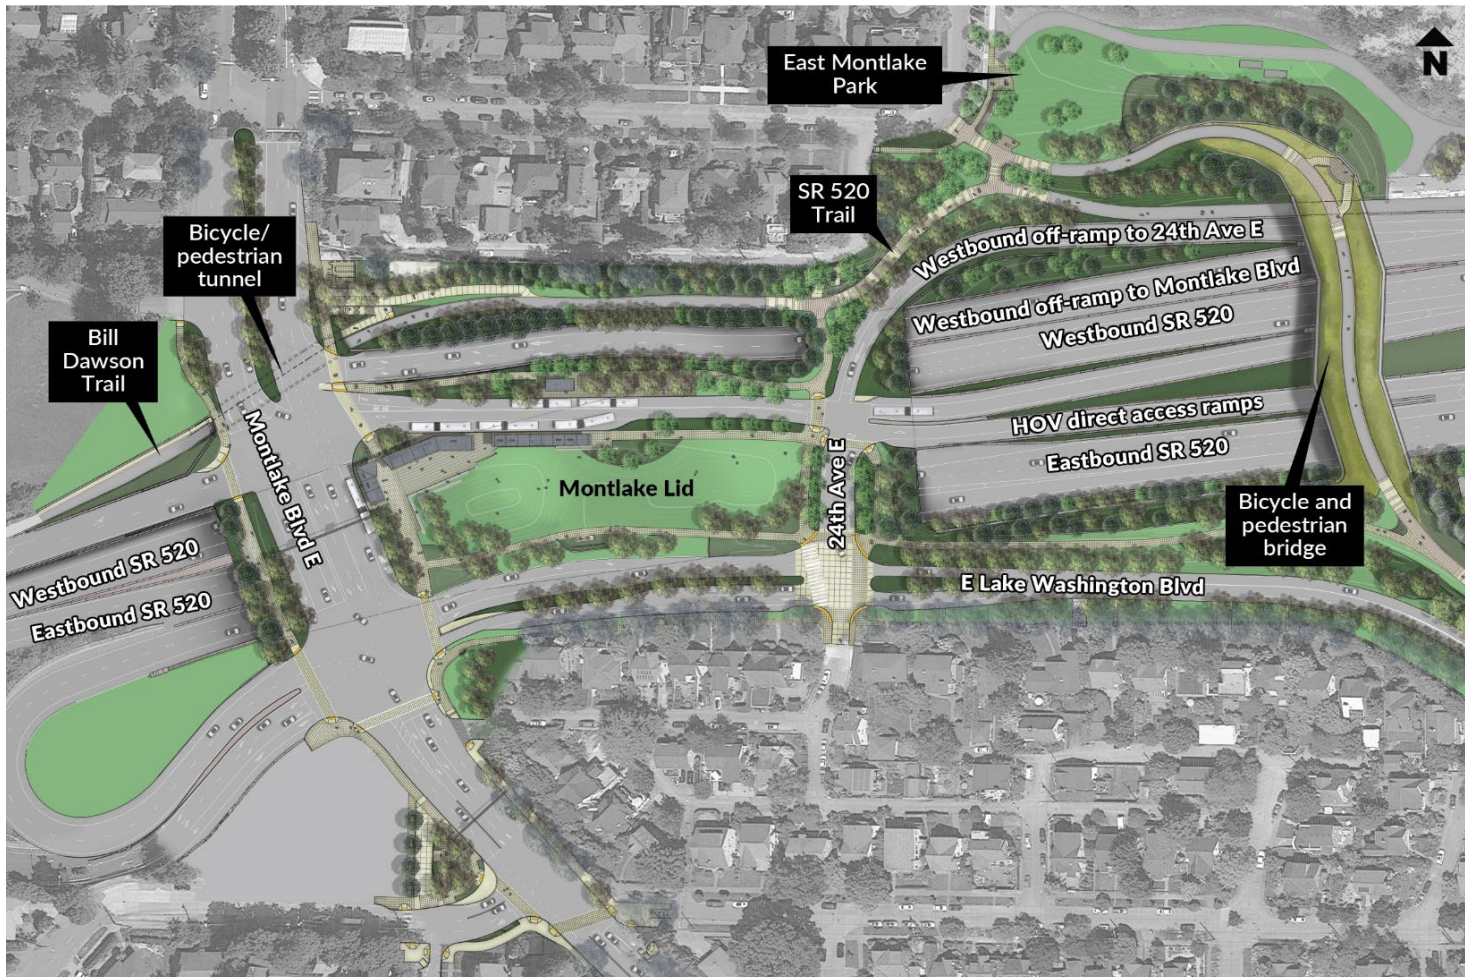 East Montlake
Park
N
SR 520
Trail
Bicycle/
pedestrian
tunnel
Westbound off-ramp to 24th Ave E
Westbound off-ramp to Montlake Blvd
Westbound SR 520
Bill
Dawson
Trail
HOV direct access ramps
Eastbound SR 520
Montlake Blvd E
Montlake Lid
24th Ave E
Bicycle and
pedestrian
bridge
Westbound SR 520
Eastbound SR 520
E Lake Washington Blvd